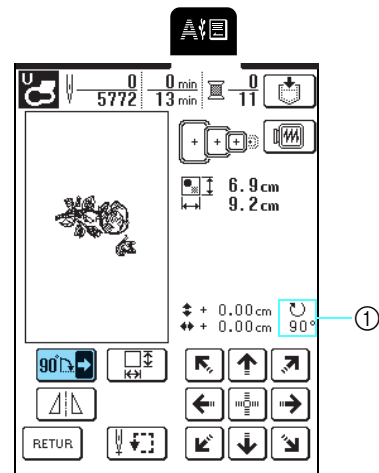 A
U 0 0 min 0
5772 13 min 11
6.9cm
9.2cm
+ 0.00cm
+ 0.00cm 90° 1
90°
RETUR